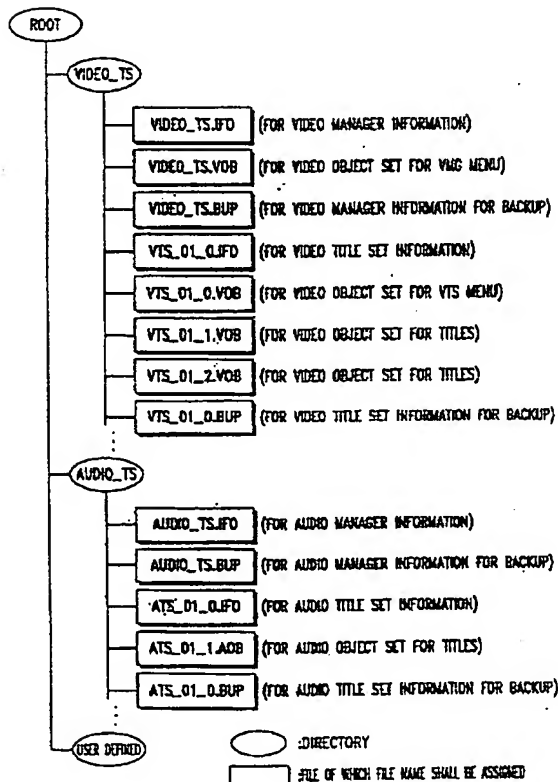 ROOT
VIDEO_TS
VIDEO_TS.IFO (FOR VIDEO MANAGER INFORMATION)
VIDEO_TS.VOB (FOR VIDEO OBJECT SET FOR VMG MENU)
VIDEO_TS.BUP (FOR VIDEO MANAGER INFORMATION FOR BACKUP)
VTS_01_0.IFO (FOR VIDEO TITLE SET INFORMATION)
VTS_01_0.VOB (FOR VIDEO OBJECT SET FOR VTS MENU)
VTS_01_1.VOB (FOR VIDEO OBJECT SET FOR TITLES)
VTS_01_2.VOB (FOR VIDEO OBJECT SET FOR TITLES)
VTS_01_0.BUP (FOR VIDEO TITLE SET INFORMATION FOR BACKUP)
AUDIO_TS
AUDIO_TS.IFO (FOR AUDIO MANAGER INFORMATION)
AUDIO_TS.BUP (FOR AUDIO MANAGER INFORMATION FOR BACKUP)
ATS_01_0.IFO (FOR AUDIO TITLE SET INFORMATION)
ATS_01_1.AOB (FOR AUDIO OBJECT SET FOR TITLES)
ATS_01_0.BUP (FOR AUDIO TITLE SET INFORMATION FOR BACKUP)
USER DEFINED
:DIRECTORY
:FILE OF WHICH FILE NAME SHALL BE ASSIGNED